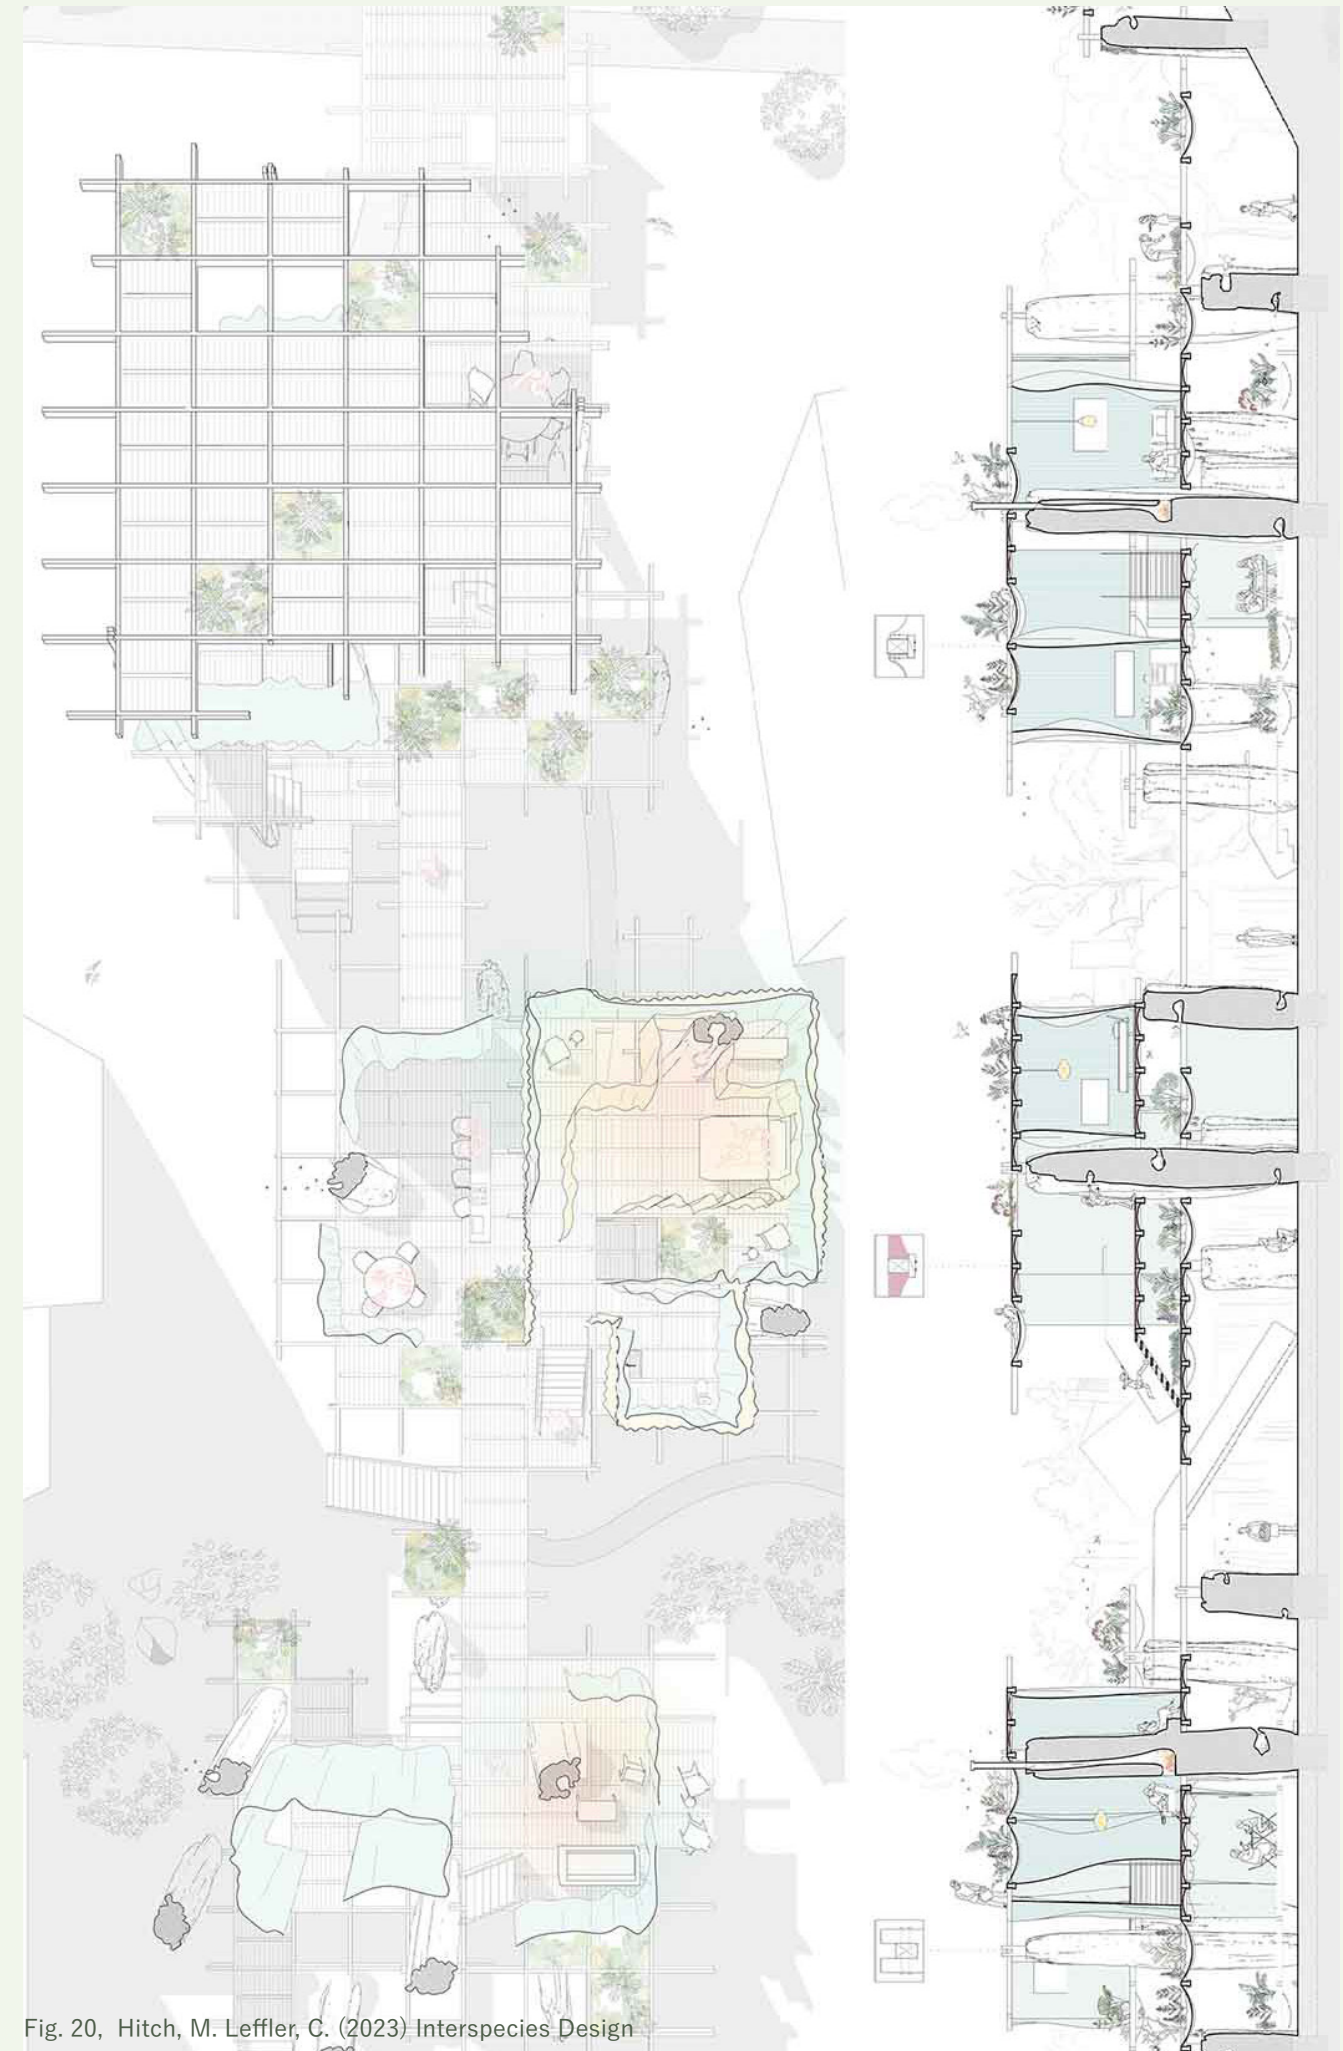 Fig. 20,  Hitch, M. Leffler, C. (2023) Interspecies Design